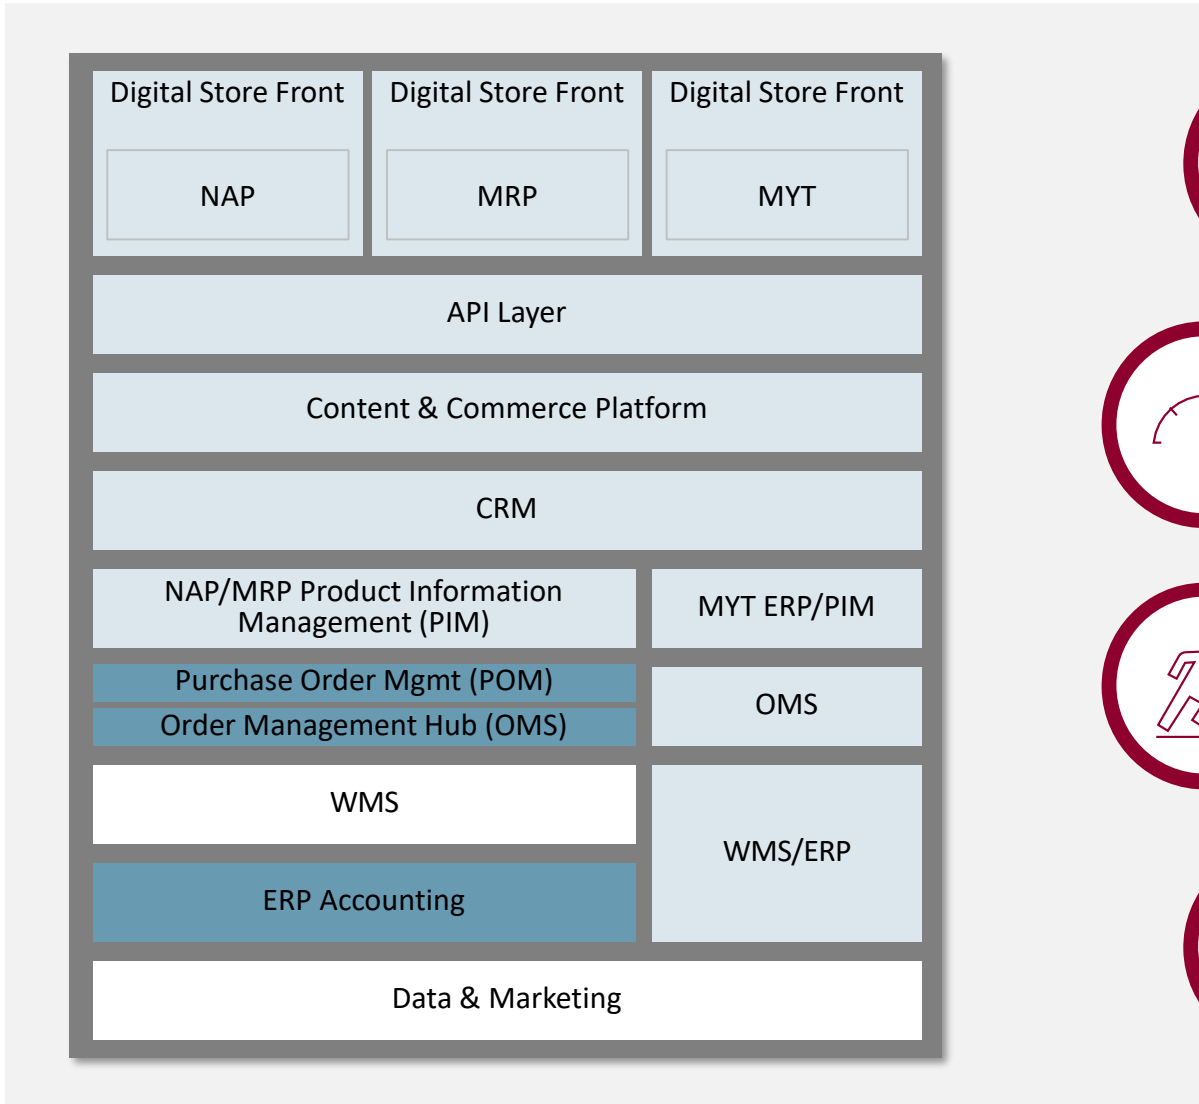 Digital Store Front
Digital Store Front
Digital Store Front
NAP
MRP
MYT
API Layer
Content & Commerce Platform
CRM
NAP/MRP Product Information
Management (PIM)
MYT ERP/PIM
Purchase Order Mgmt (POM)
Order Management Hub (OMS)
OMS
WMS
WMS/ERP
ERP Accounting
Data & Marketing